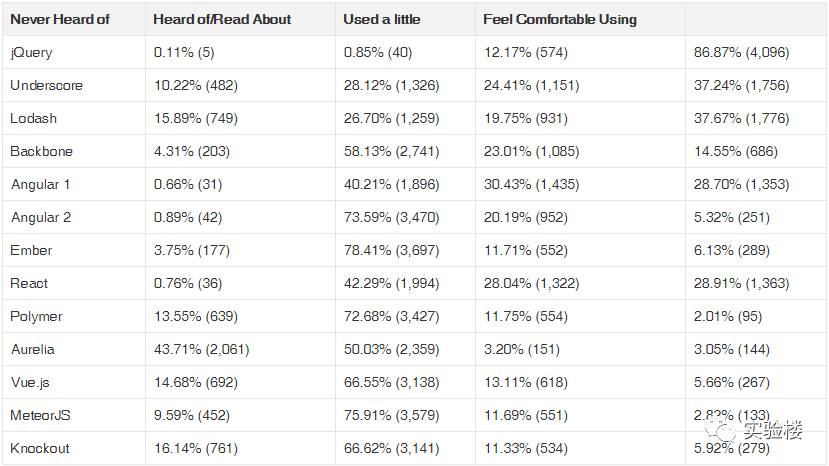 Never Heard of Heard of/Read About Used a little Feel Comfortable Using
jQuery 0.11% (5) 0.85% (40) 12.17% (574) 86.87% (4,096)
Underscore 10.22% (482) 28.12% (1,326) 24.41% (1,151) 37.24% (1,756)
Lodash 15.89% (749) 26.70% (1,259) 19.75% (931) 37.67% (1,776)
Backbone 4.31% (203) 58.13% (2,741) 23.01% (1,085) 14.55% (686)
Angular 1 0.66% (31) 40.21% (1,896) 30.43% (1,435) 28.70% (1,353)
Angular 2 0.89% (42) 73.59% (3,470) 20.19% (952) 5.32% (251)
Ember 3.75% (177) 78.41% (3,697) 11.71% (552) 6.13% (289)
React 0.76% (36) 42.29% (1,994) 28.04% (1,322) 28.91% (1,363)
Polymer 13.55% (639) 72.68% (3,427) 11.75% (554) 2.01% (95)
Aurelia 43.71% (2,061) 50.03% (2,359) 3.20% (151) 3.05% (144)
Vue.js 14.68% (692) 66.55% (3,138) 13.11% (618) 5.66% (267)
MeteorJS 9.59% (452) 75.91% (3,579) 11.69% (551) 2.82% (133)
Knockout 16.14% (761) 66.62% (3,141) 11.33% (534) 5.92% (279)
实验楼